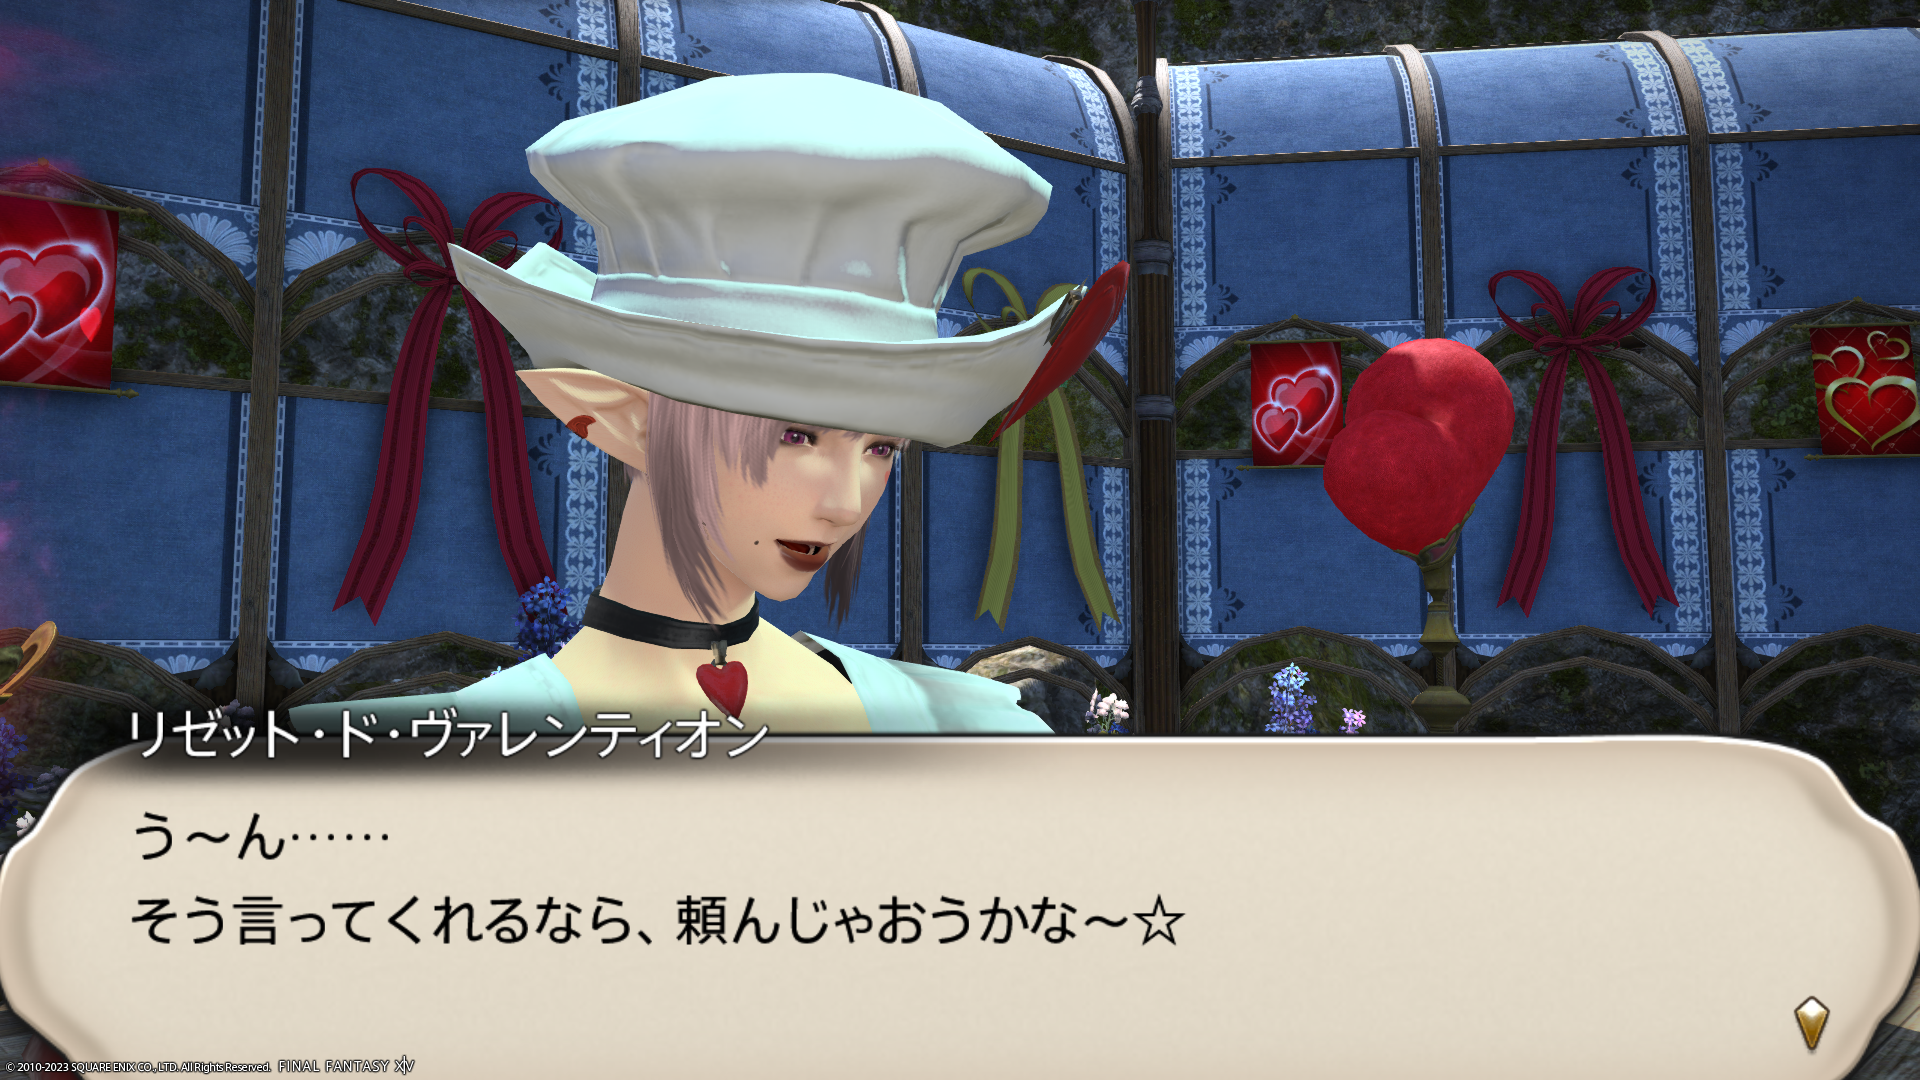 リゼット・ド・ヴァレンティオン
う～ん……
そう言ってくれるなら、頼んじゃおうかな～☆
© 2010-2023 SQUARE ENIX CO., LTD. All Rights Reserved. FINAL FANTASY XIV